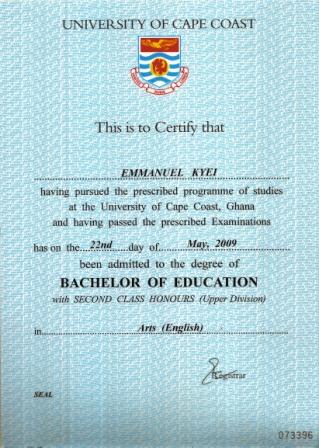 UNIVERSITY OF CAPE COAST
This is to Certify that
EMMANUEL KYEI
having pursued the prescribed programme of studies
at the University of Cape Coast, Ghana
and having passed the prescribed Examinations
has on the 22nd day of May, 2009
been admitted to the degree of
BACHELOR OF EDUCATION
with SECOND CLASS HONOURS (Upper Division)
in Arts (English)
Registrar
SEAL
073396